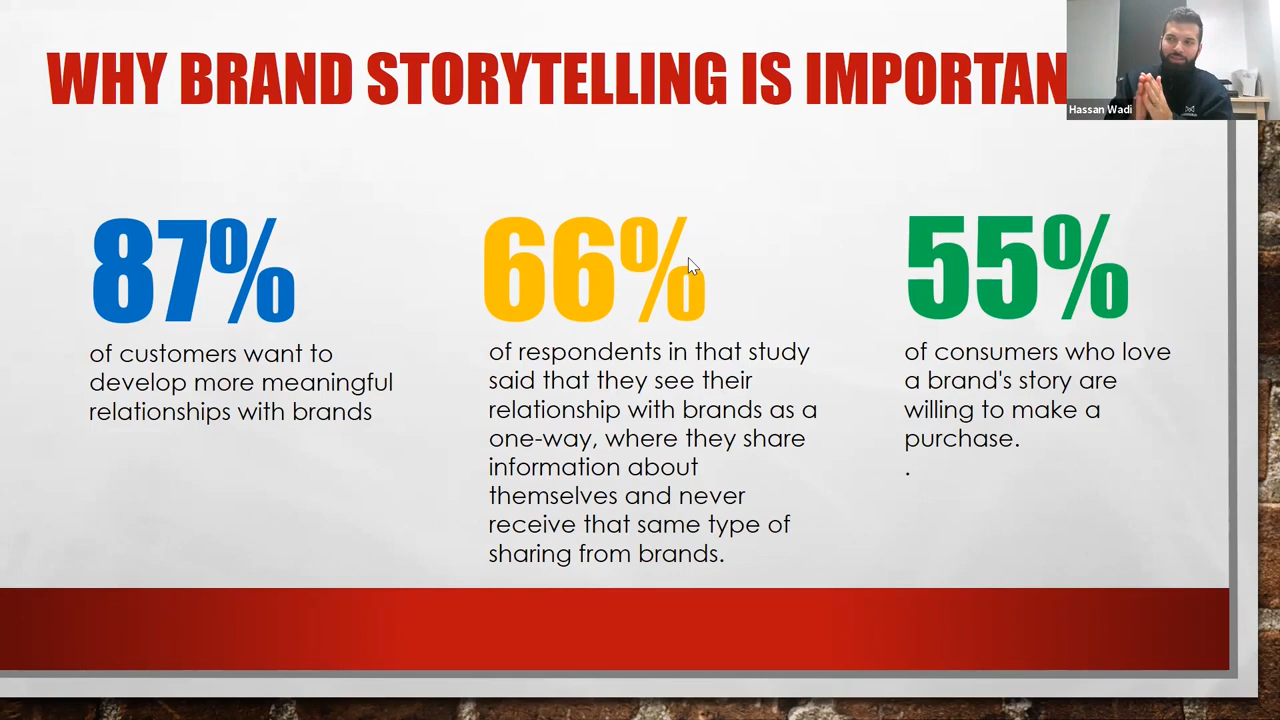 WHY BRAND STORYTELLING IS IMPORTAN
Hassan Wadi
87%
of customers want to
develop more meaningful
relationships with brands
66%
of respondents in that study
said that they see their
relationship with brands as a
one-way, where they share
information about
themselves and never
receive that same type of
sharing from brands.
55%
of consumers who love
a brand's story are
willing to make a
purchase.
.